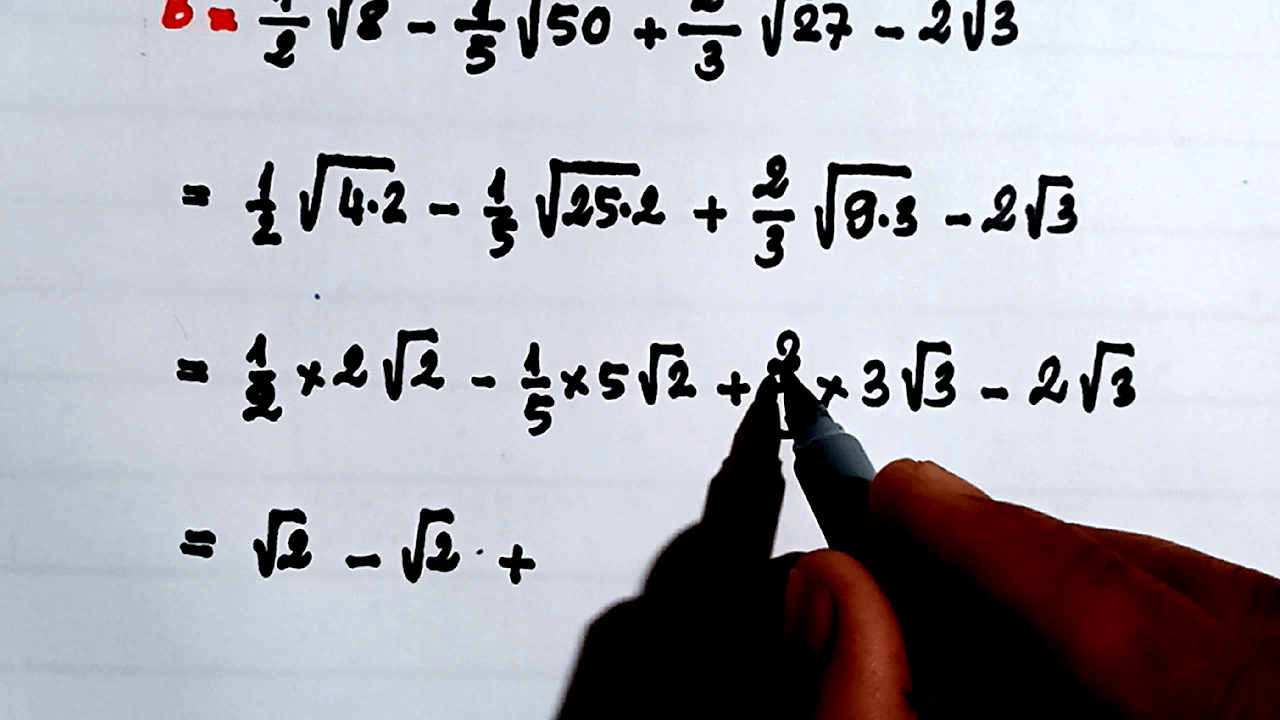 B = 1/2 √8 - 1/5 √50 + 2/3 √27 - 2√3
= 1/2 √4·2 - 1/5 √25·2 + 2/3 √9·3 - 2√3
= 1/2 × 2√2 - 1/5 × 5√2 + 2 × 3√3 - 2√3
= √2 - √2 +